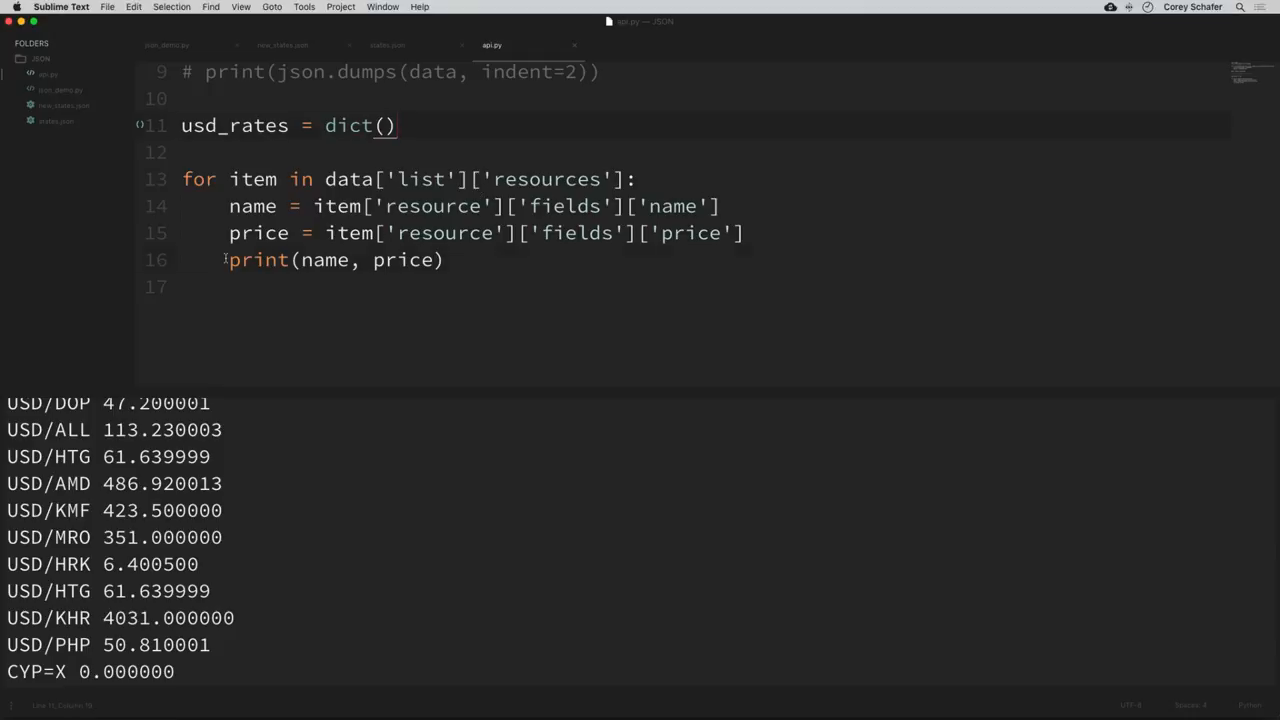 Sublime Text File Edit Selection Find View Goto Tools Project Window Help Corey Schafer
api.py — JSON
FOLDERS
JSON
api.py
json_demo.py
new_states.json
states.json
json_demo.py new_states.json states.json api.py
9 # print(json.dumps(data, indent=2))
10
11 usd_rates = dict()
12
13 for item in data['list']['resources']:
14 name = item['resource']['fields']['name']
15 price = item['resource']['fields']['price']
16 print(name, price)
17
USD/DOP 47.200001
USD/ALL 113.230003
USD/HTG 61.639999
USD/AMD 486.920013
USD/KMF 423.500000
USD/MRO 351.000000
USD/HRK 6.400500
USD/HTG 61.639999
USD/KHR 4031.000000
USD/PHP 50.810001
CYP=X 0.000000
Line 11, Column 19 UTF-8 Spaces: 4 Python